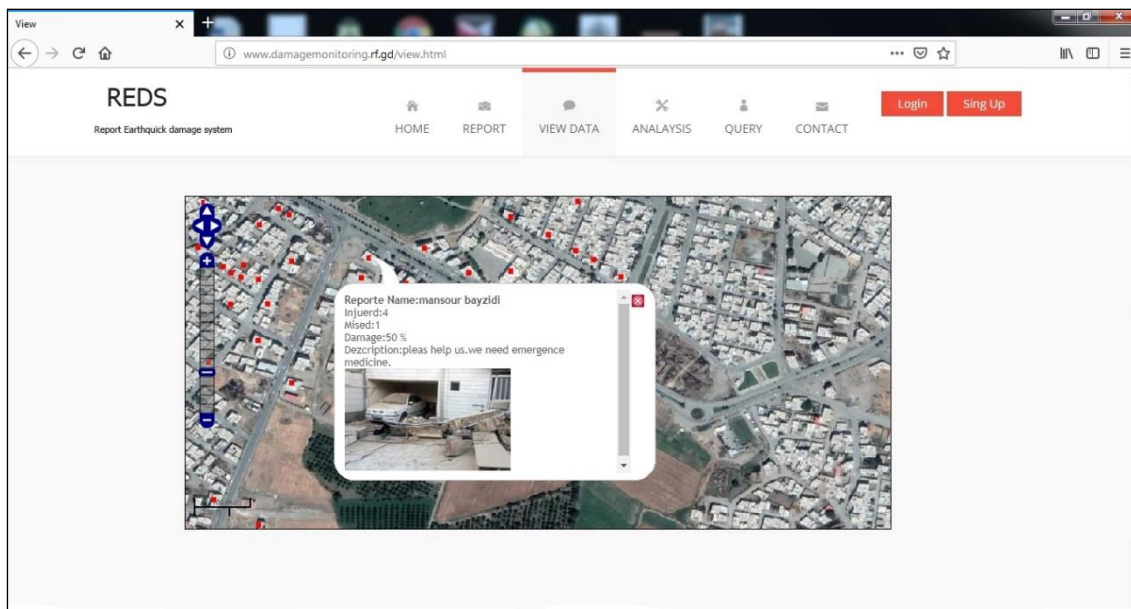 View
www.damagemonitoring.rf.gd/view.html
REDS
Report Earthquick damage system
HOME
REPORT
VIEW DATA
ANALAYSIS
QUERY
CONTACT
Login
Sing Up
Reporte Name:mansour bayzidi
Injuerd:4
Mised:1
Damage:50 %
Dezcription:pleas help us.we need emergence
medicine.